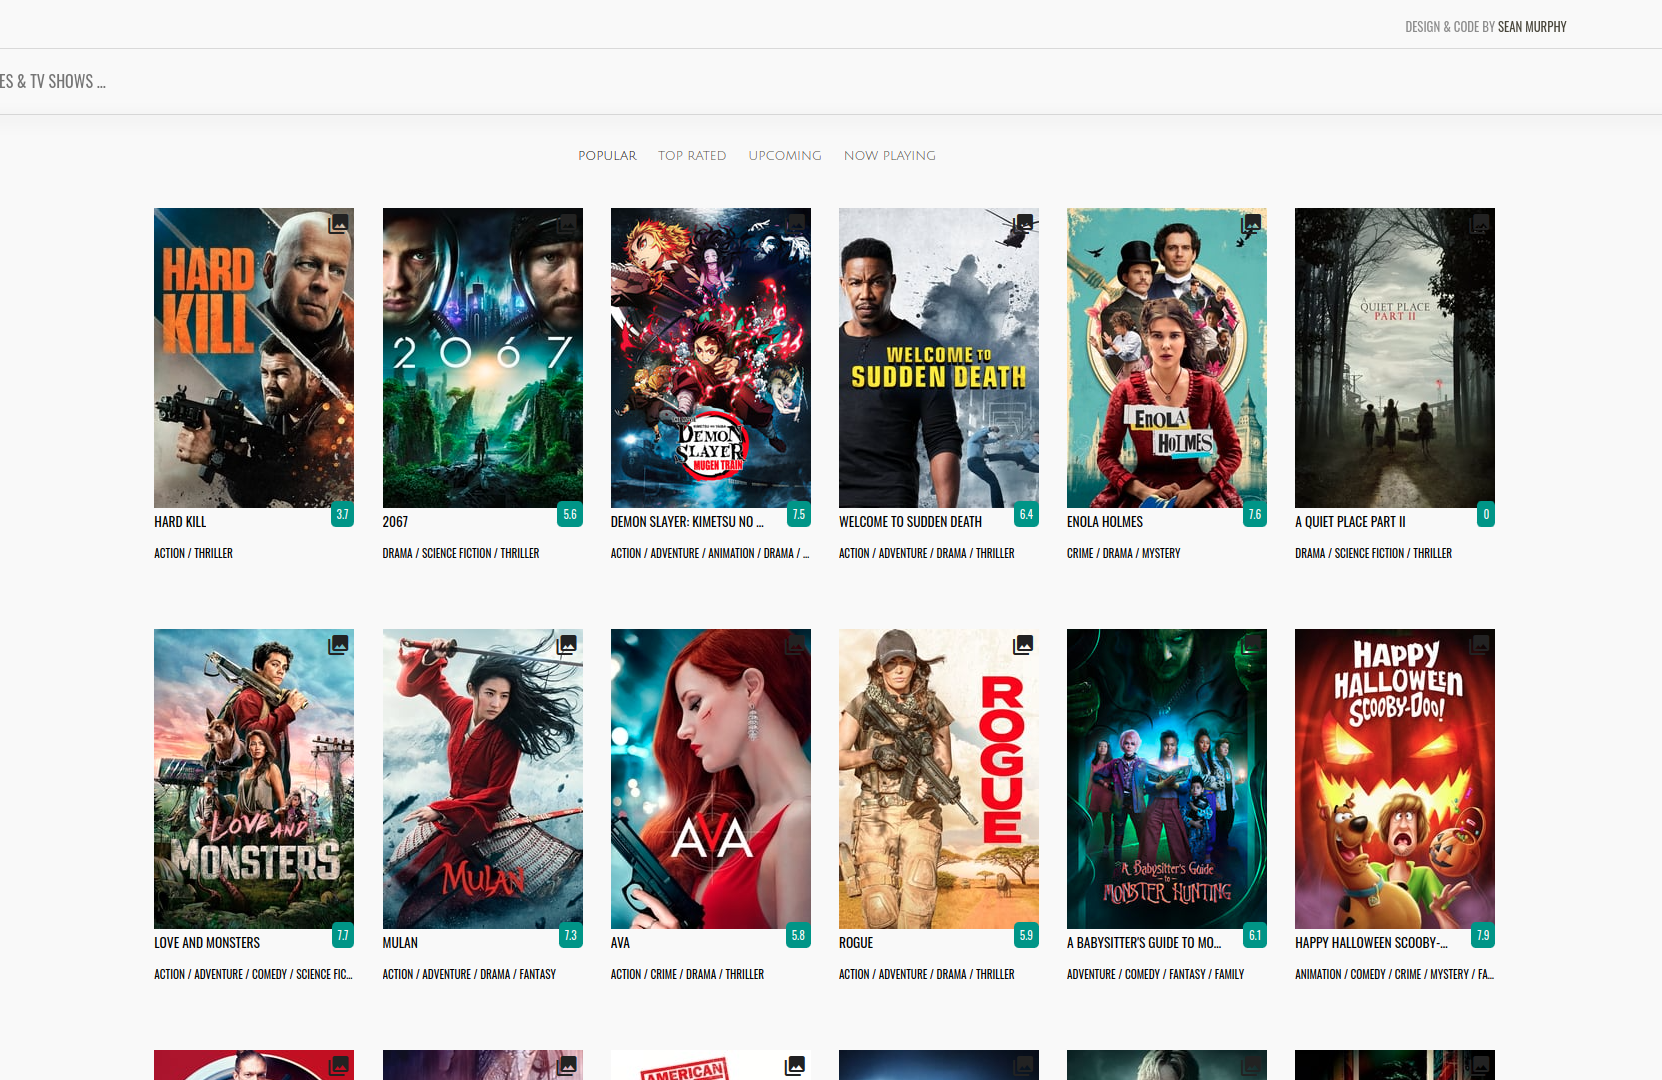 DESIGN & CODE BY SEAN MURPHY
ES & TV SHOWS ...
POPULAR TOP RATED UPCOMING NOW PLAYING
HARD
KILL
2067
DEMON
SLAYER
MUGEN TRAIN
WELCOME TO
SUDDEN DEATH
ENOLA
HOLMES
A
QUIET PLACE
PART II
3.7 5.6 7.5 6.4 7.6 0
HARD KILL 2067 DEMON SLAYER: KIMETSU NO ... WELCOME TO SUDDEN DEATH ENOLA HOLMES A QUIET PLACE PART II
ACTION / THRILLER DRAMA / SCIENCE FICTION / THRILLER ACTION / ADVENTURE / ANIMATION / DRAMA / ... ACTION / ADVENTURE / DRAMA / THRILLER CRIME / DRAMA / MYSTERY DRAMA / SCIENCE FICTION / THRILLER
LOVE AND
MONSTERS
MULAN
AVA
ROGUE
A Babysitter's Guide
to
MONSTER HUNTING
HAPPY
HALLOWEEN
SCOOBY-DOO!
7.7 7.3 5.8 5.9 6.1 7.9
LOVE AND MONSTERS MULAN AVA ROGUE A BABYSITTER'S GUIDE TO MO... HAPPY HALLOWEEN SCOOBY-...
ACTION / ADVENTURE / COMEDY / SCIENCE FIC... ACTION / ADVENTURE / DRAMA / FANTASY ACTION / CRIME / DRAMA / THRILLER ACTION / ADVENTURE / DRAMA / THRILLER ADVENTURE / COMEDY / FANTASY / FAMILY ANIMATION / COMEDY / CRIME / MYSTERY / FA...
AMERICAN